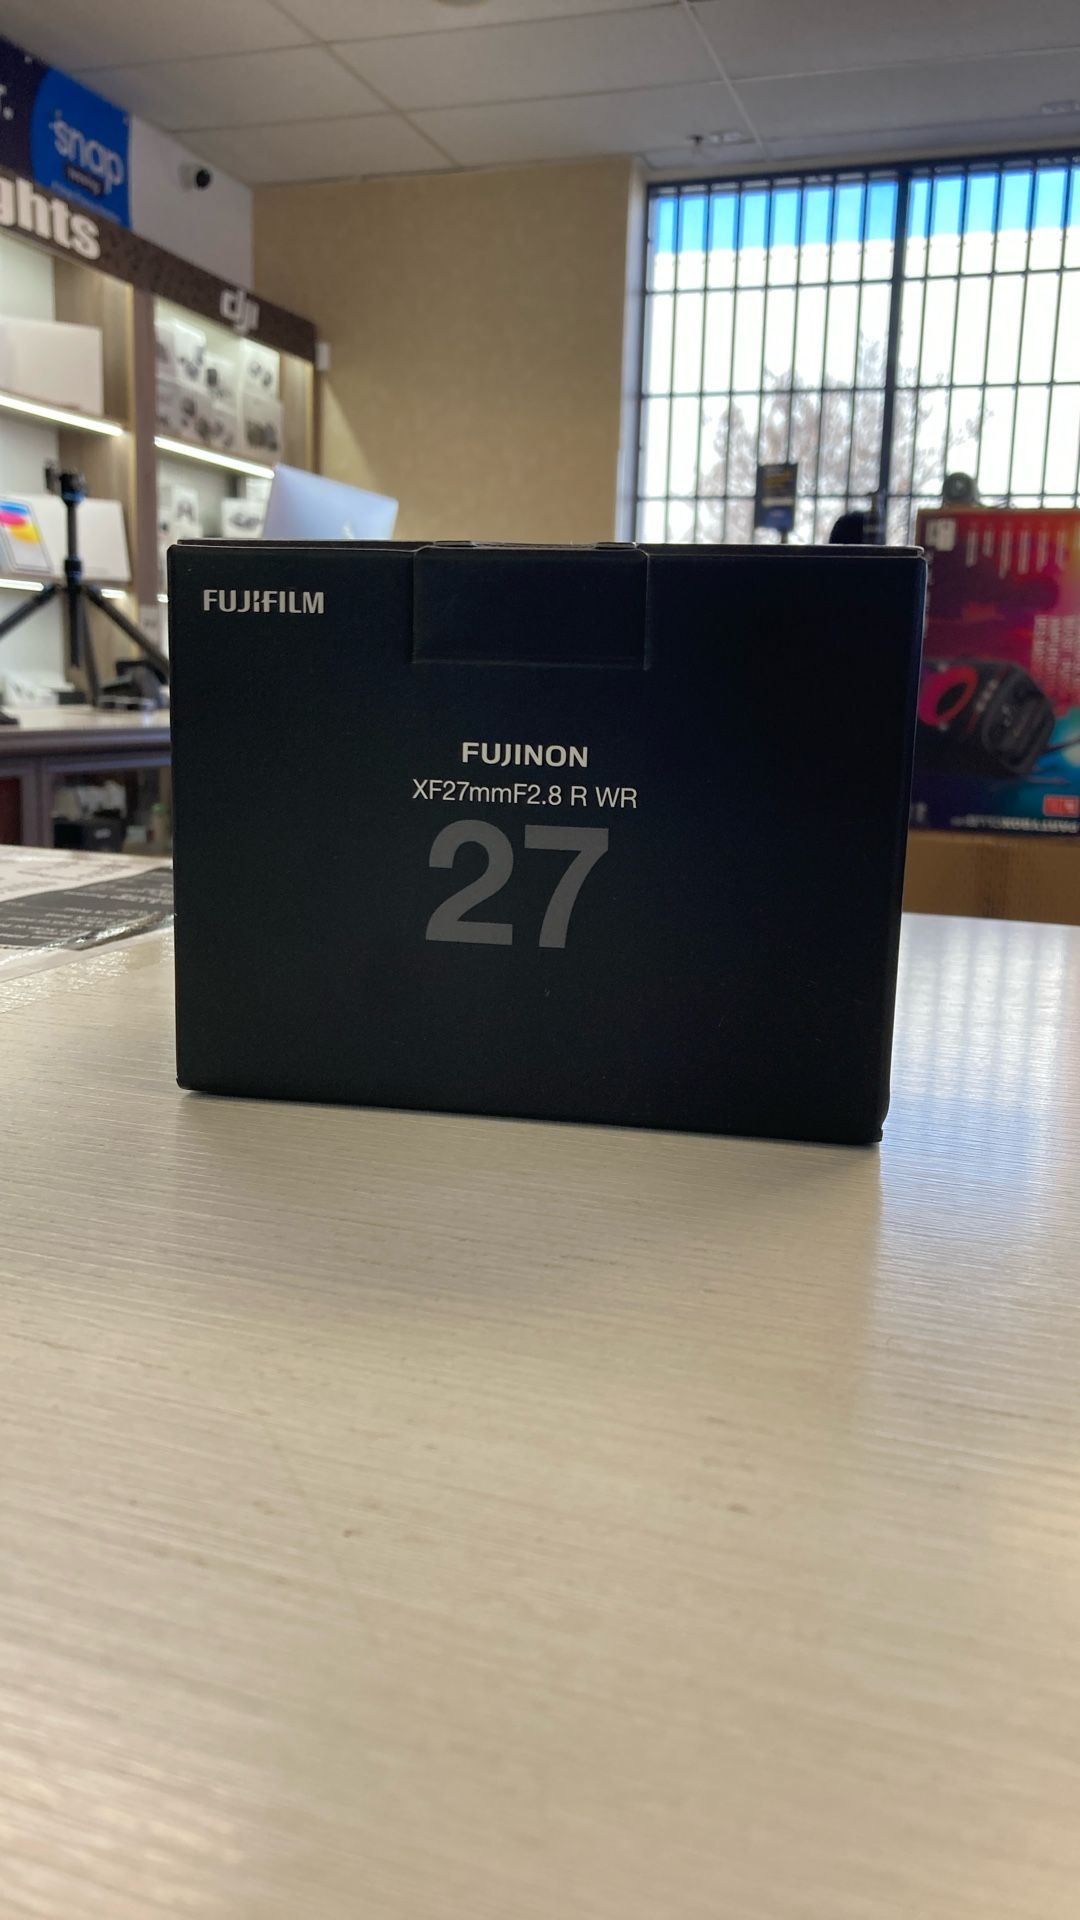 snap
ghts
dji
FUJIFILM
FUJINON
XF27mmF2.8 R WR
27